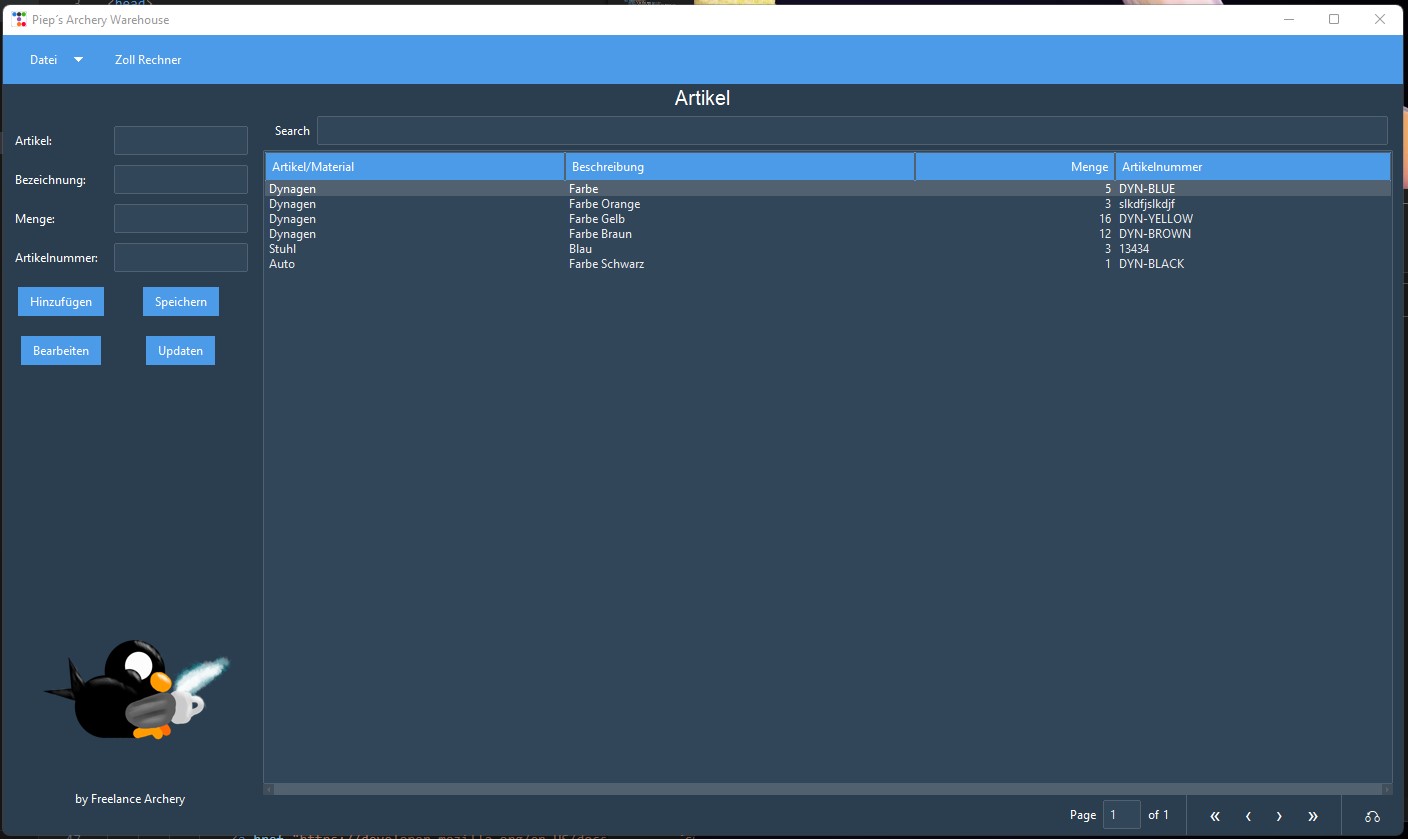 <head>
Piep's Archery Warehouse
Datei Zoll Rechner
Artikel
Search
Artikel:
Bezeichnung:
Menge:
Artikelnummer:
Hinzufügen Speichern
Bearbeiten Updaten
Artikel/Material Beschreibung Menge Artikelnummer
Dynagen Farbe 5 DYN-BLUE
Dynagen Farbe Orange 3 slkdfjslkdjf
Dynagen Farbe Gelb 16 DYN-YELLOW
Dynagen Farbe Braun 12 DYN-BROWN
Stuhl Blau 3 13434
Auto Farbe Schwarz 1 DYN-BLACK
by Freelance Archery
Page 1 of 1 « ‹ › »